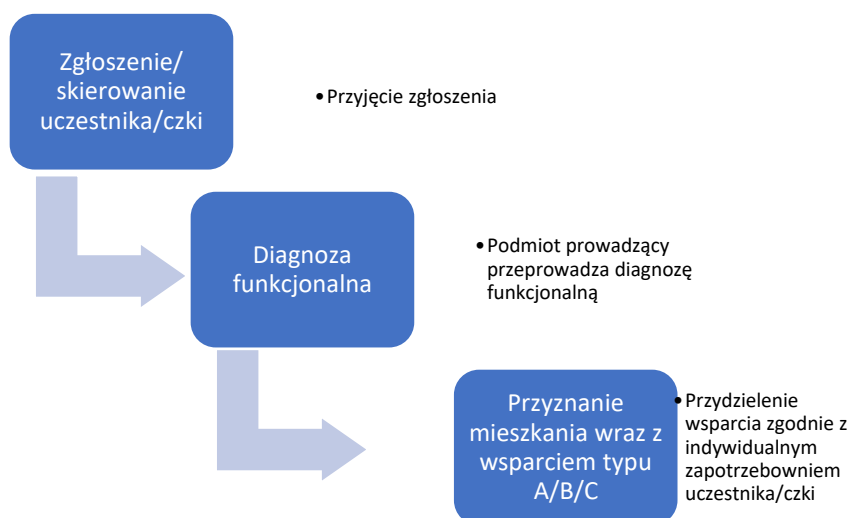 Zgłoszenie/
skierowanie
uczestnika/czki
•Przyjęcie zgłoszenia
Diagnoza
funkcjonalna
•Podmiot prowadzący
przeprowadza diagnozę
funkcjonalną
Przyznanie
mieszkania wraz z
wsparciem typu
A/B/C
•Przydzielenie
wsparcia zgodnie z
indywidualnym
zapotrzebowniem
uczestnika/czki